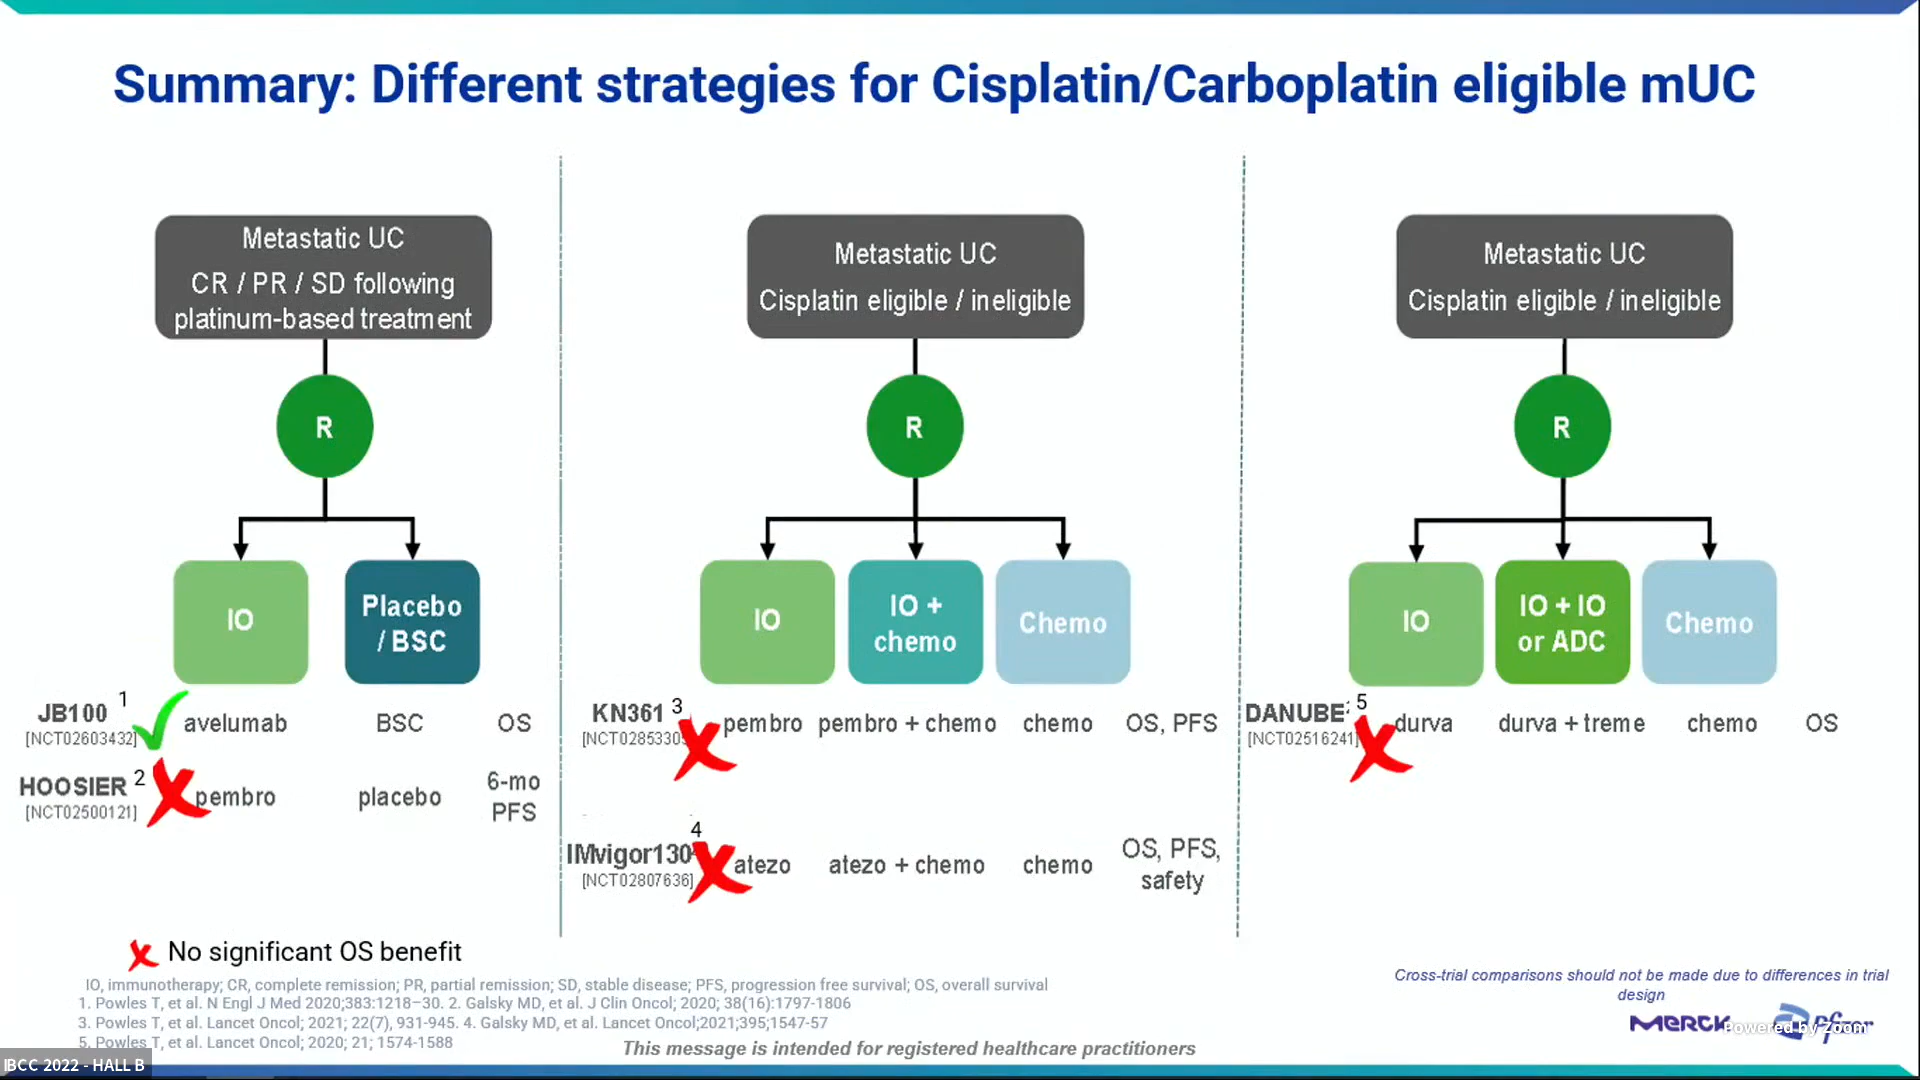 Summary: Different strategies for Cisplatin/Carboplatin eligible mUC
Metastatic UC
CR / PR / SD following
platinum-based treatment
R
IO
Placebo
/ BSC
JB100 1
[NCT02603432]
avelumab
BSC
OS
HOOSIER 2
[NCT02500121]
pembro
placebo
6-mo
PFS
Metastatic UC
Cisplatin eligible / ineligible
R
IO
IO +
chemo
Chemo
KN361 3
pembro
pembro + chemo
chemo
OS, PFS
IMvigor130 4
[NCT02807636]
atezo
atezo + chemo
chemo
OS, PFS,
safety
Metastatic UC
Cisplatin eligible / ineligible
R
IO
IO + IO
or ADC
Chemo
DANUBE 5
[NCT02516241]
durva
durva + treme
chemo
OS
No significant OS benefit
IO, immunotherapy; CR, complete remission; PR, partial remission; SD, stable disease; PFS, progression free survival; OS, overall survival
1. Powles T, et al. N Engl J Med 2020;383:1218–30. 2. Galsky MD, et al. J Clin Oncol; 2020; 38(16):1797-1806
3. Powles T, et al. Lancet Oncol; 2021; 22(7), 931-945. 4. Galsky MD, et al. Lancet Oncol;2021;395;1547-57
5. Powles T, et al. Lancet Oncol; 2020; 21; 1574-1588
Cross-trial comparisons should not be made due to differences in trial
design
MERCK
Pfizer
Powered by Zoom
This message is intended for registered healthcare practitioners
IBCC 2022 - HALL B